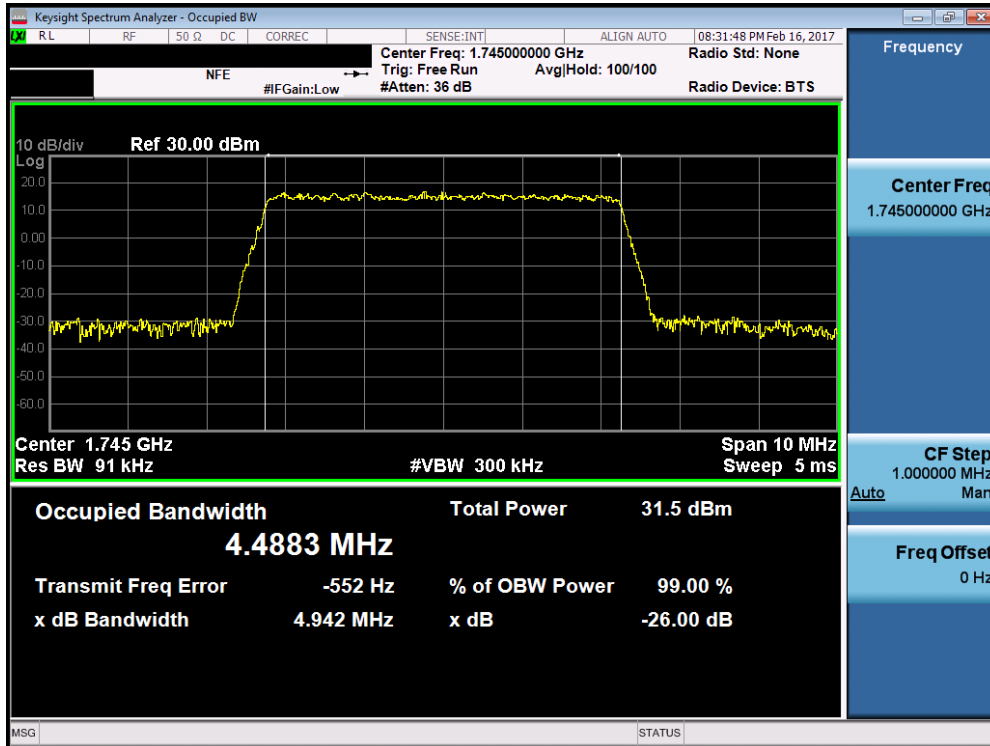 Keysight Spectrum Analyzer - Occupied BW
LXI RL RF 50 Ω DC CORREC SENSE:INT ALIGN AUTO 08:31:48 PM Feb 16, 2017
Center Freq: 1.745000000 GHz Radio Std: None
NFE Trig: Free Run Avg|Hold: 100/100
#IFGain:Low #Atten: 36 dB Radio Device: BTS
10 dB/div Ref 30.00 dBm
Log
20.0
10.0
0.00
-10.0
-20.0
-30.0
-40.0
-50.0
-60.0
Center 1.745 GHz Span 10 MHz
Res BW 91 kHz #VBW 300 kHz Sweep 5 ms
Occupied Bandwidth Total Power 31.5 dBm
4.4883 MHz
Transmit Freq Error -552 Hz % of OBW Power 99.00 %
x dB Bandwidth 4.942 MHz x dB -26.00 dB
MSG STATUS
Frequency
Center Freq
1.745000000 GHz
CF Step
1.000000 MHz
Auto Man
Freq Offset
0 Hz